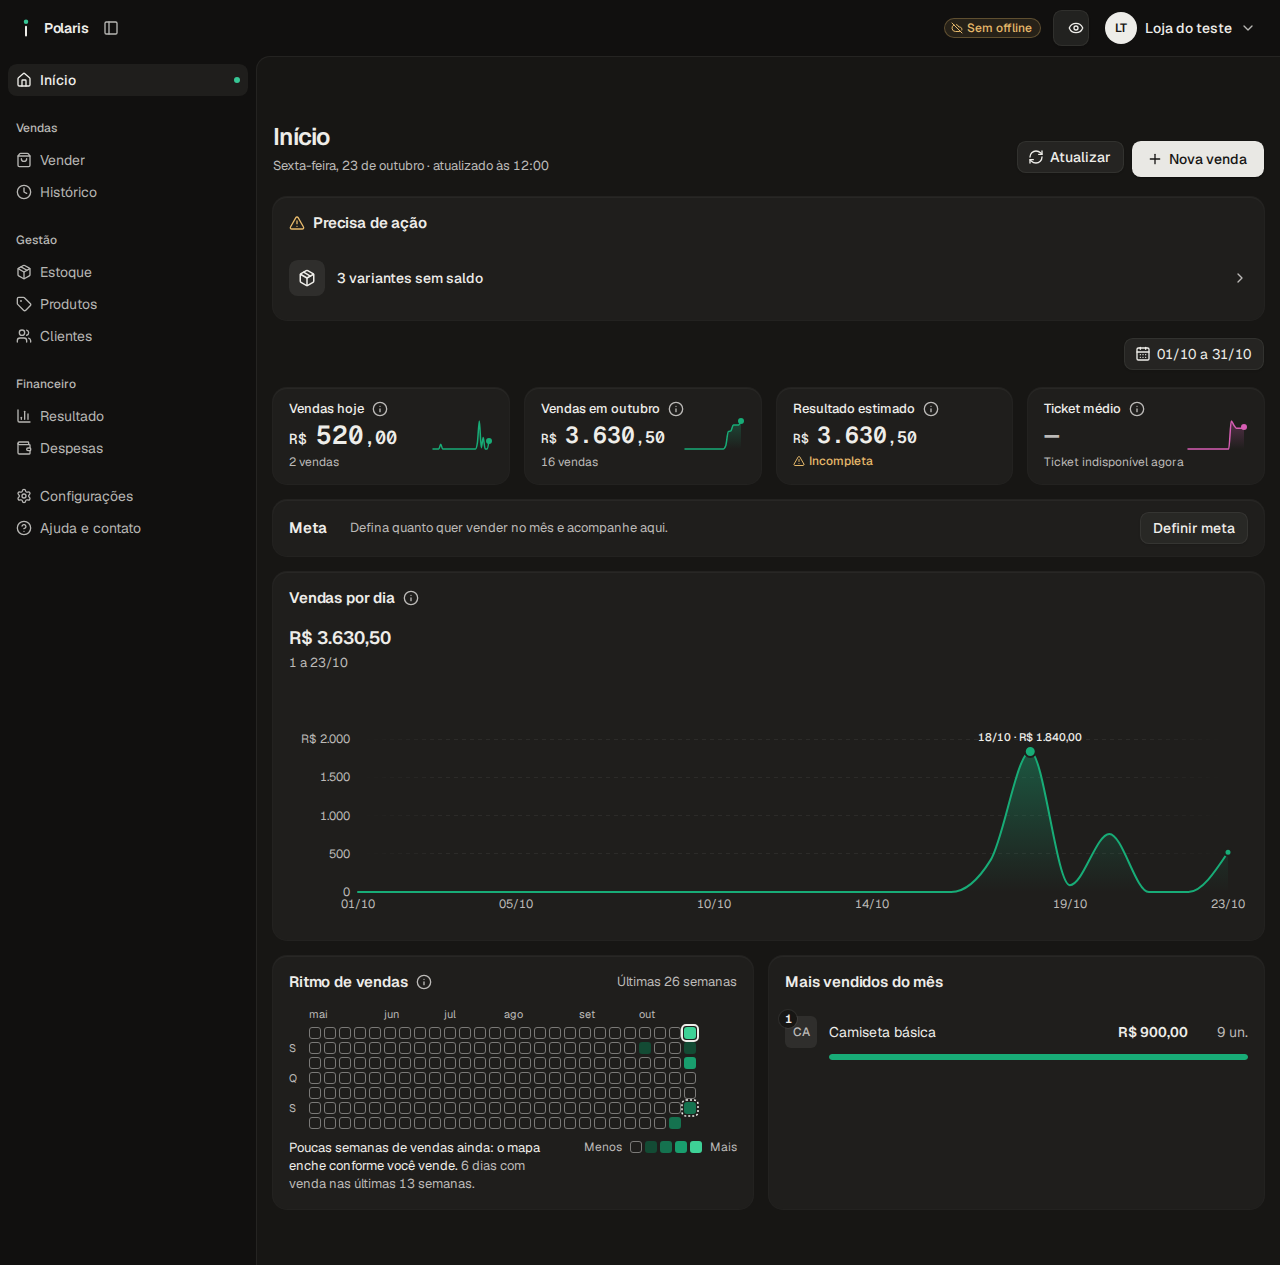 Polaris
Sem offline
LT
Loja do teste
Início
Vendas
Vender
Histórico
Gestão
Estoque
Produtos
Clientes
Financeiro
Resultado
Despesas
Configurações
Ajuda e contato
Início
Sexta-feira, 23 de outubro · atualizado às 12:00
Atualizar
Nova venda
Precisa de ação
3 variantes sem saldo
01/10 a 31/10
Vendas hoje
R$ 520,00
2 vendas
Vendas em outubro
R$ 3.630,50
16 vendas
Resultado estimado
R$ 3.630,50
Incompleta
Ticket médio
—
Ticket indisponível agora
Meta
Defina quanto quer vender no mês e acompanhe aqui.
Definir meta
Vendas por dia
R$ 3.630,50
1 a 23/10
R$ 2.000
1.500
1.000
500
0
18/10 · R$ 1.840,00
01/10
05/10
10/10
14/10
19/10
23/10
Ritmo de vendas
Últimas 26 semanas
mai jun jul ago set out
S
Q
S
Poucas semanas de vendas ainda: o mapa
enche conforme você vende. 6 dias com
venda nas últimas 13 semanas.
Menos
Mais
Mais vendidos do mês
1
CA
Camiseta básica
R$ 900,00
9 un.